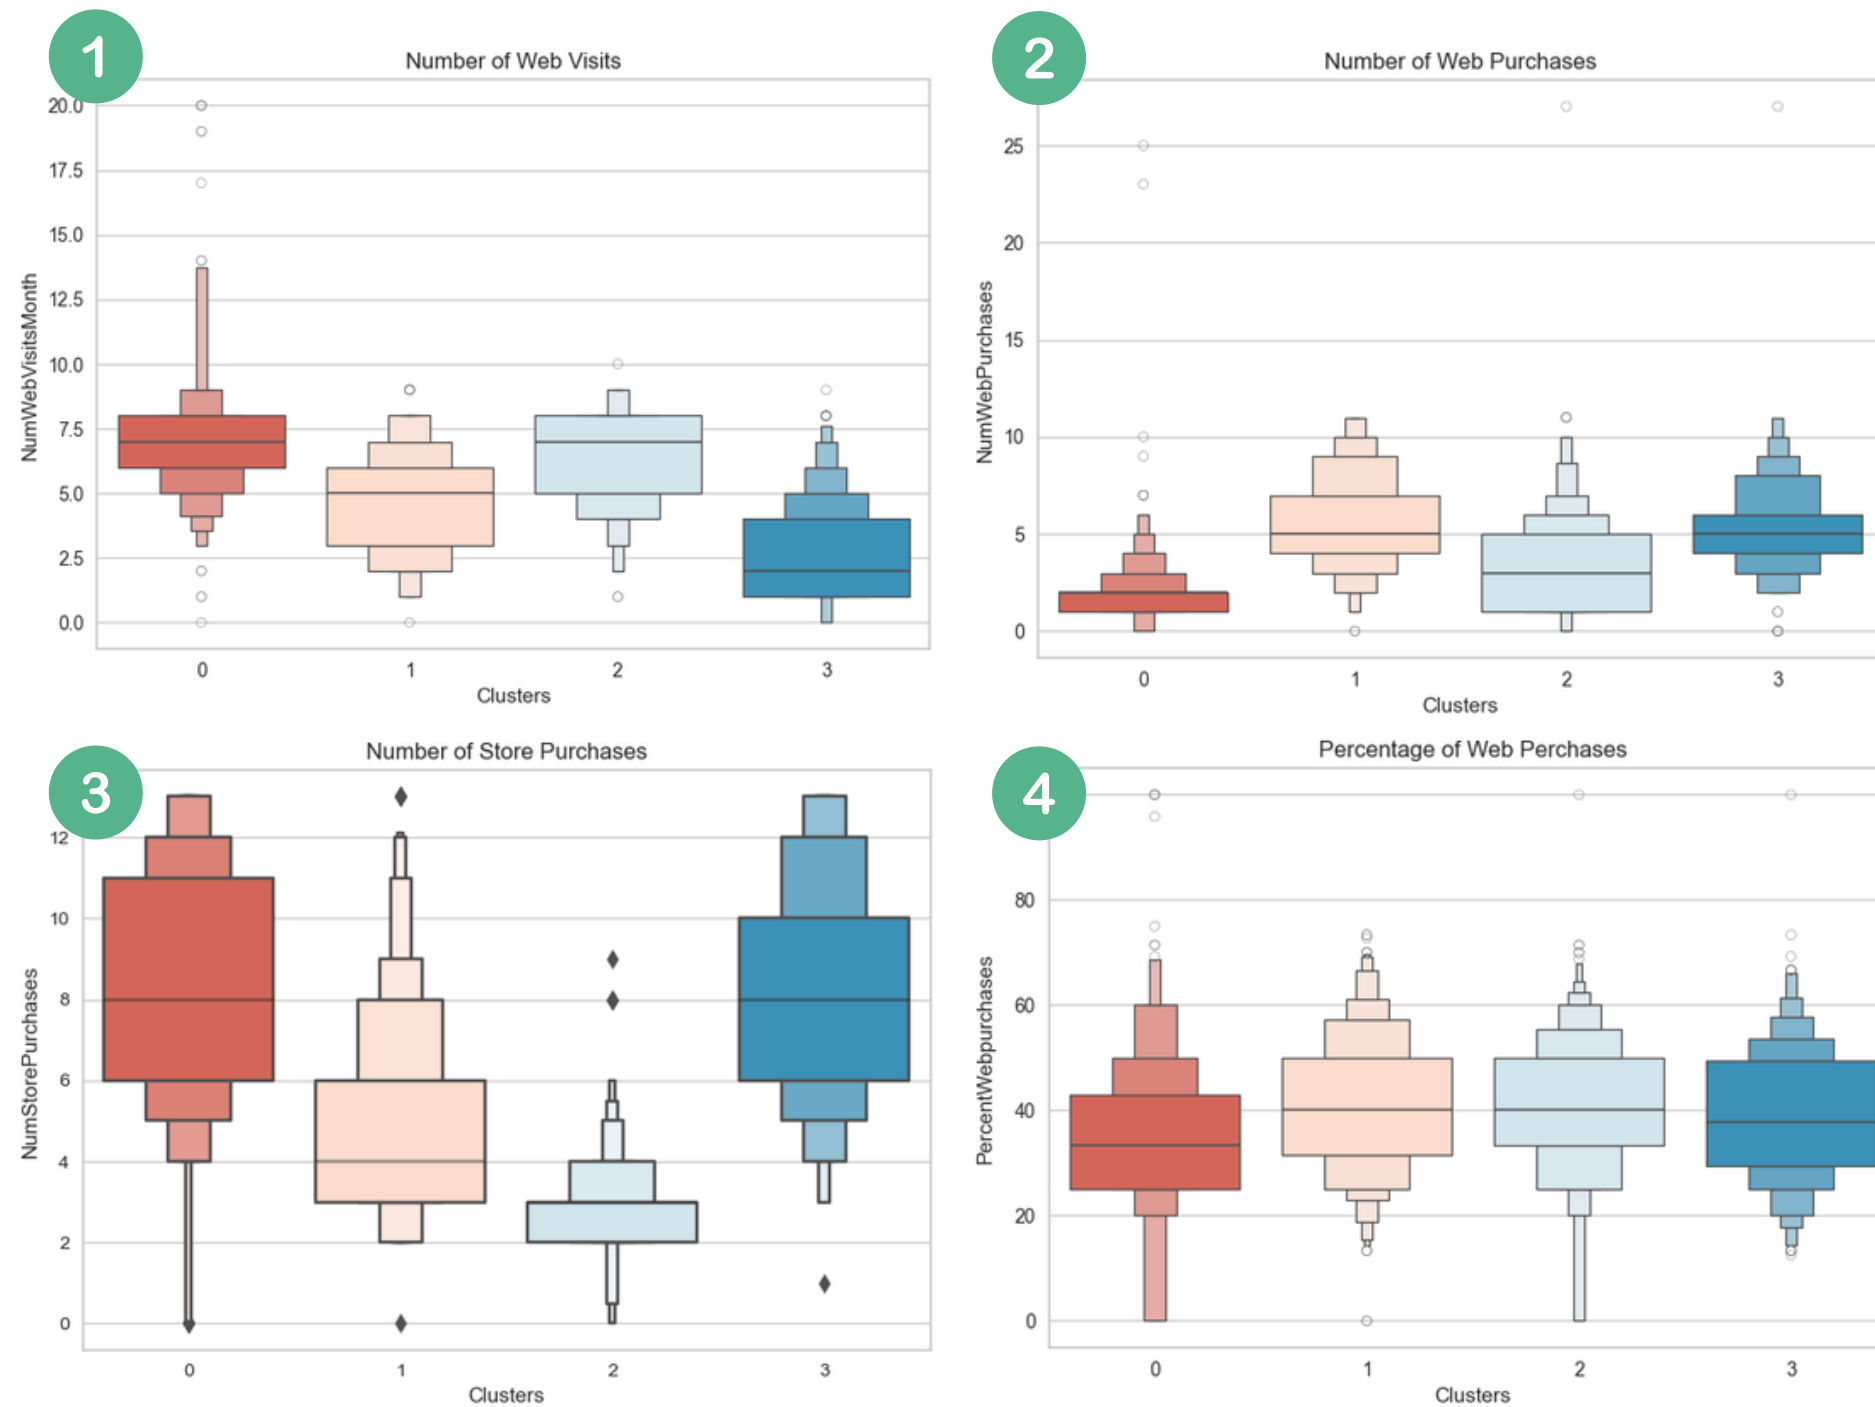 1
Number of Web Visits
20.0
17.5
15.0
12.5
10.0
7.5
5.0
2.5
0.0
NumWebVisitsMonth
0 1 2 3
Clusters
2
Number of Web Purchases
25
20
15
10
5
0
NumWebPurchases
0 1 2 3
Clusters
3
Number of Store Purchases
12
10
8
6
4
2
0
NumStorePurchases
0 1 2 3
Clusters
4
Percentage of Web Perchases
80
60
40
20
0
PercentWebpurchases
0 1 2 3
Clusters